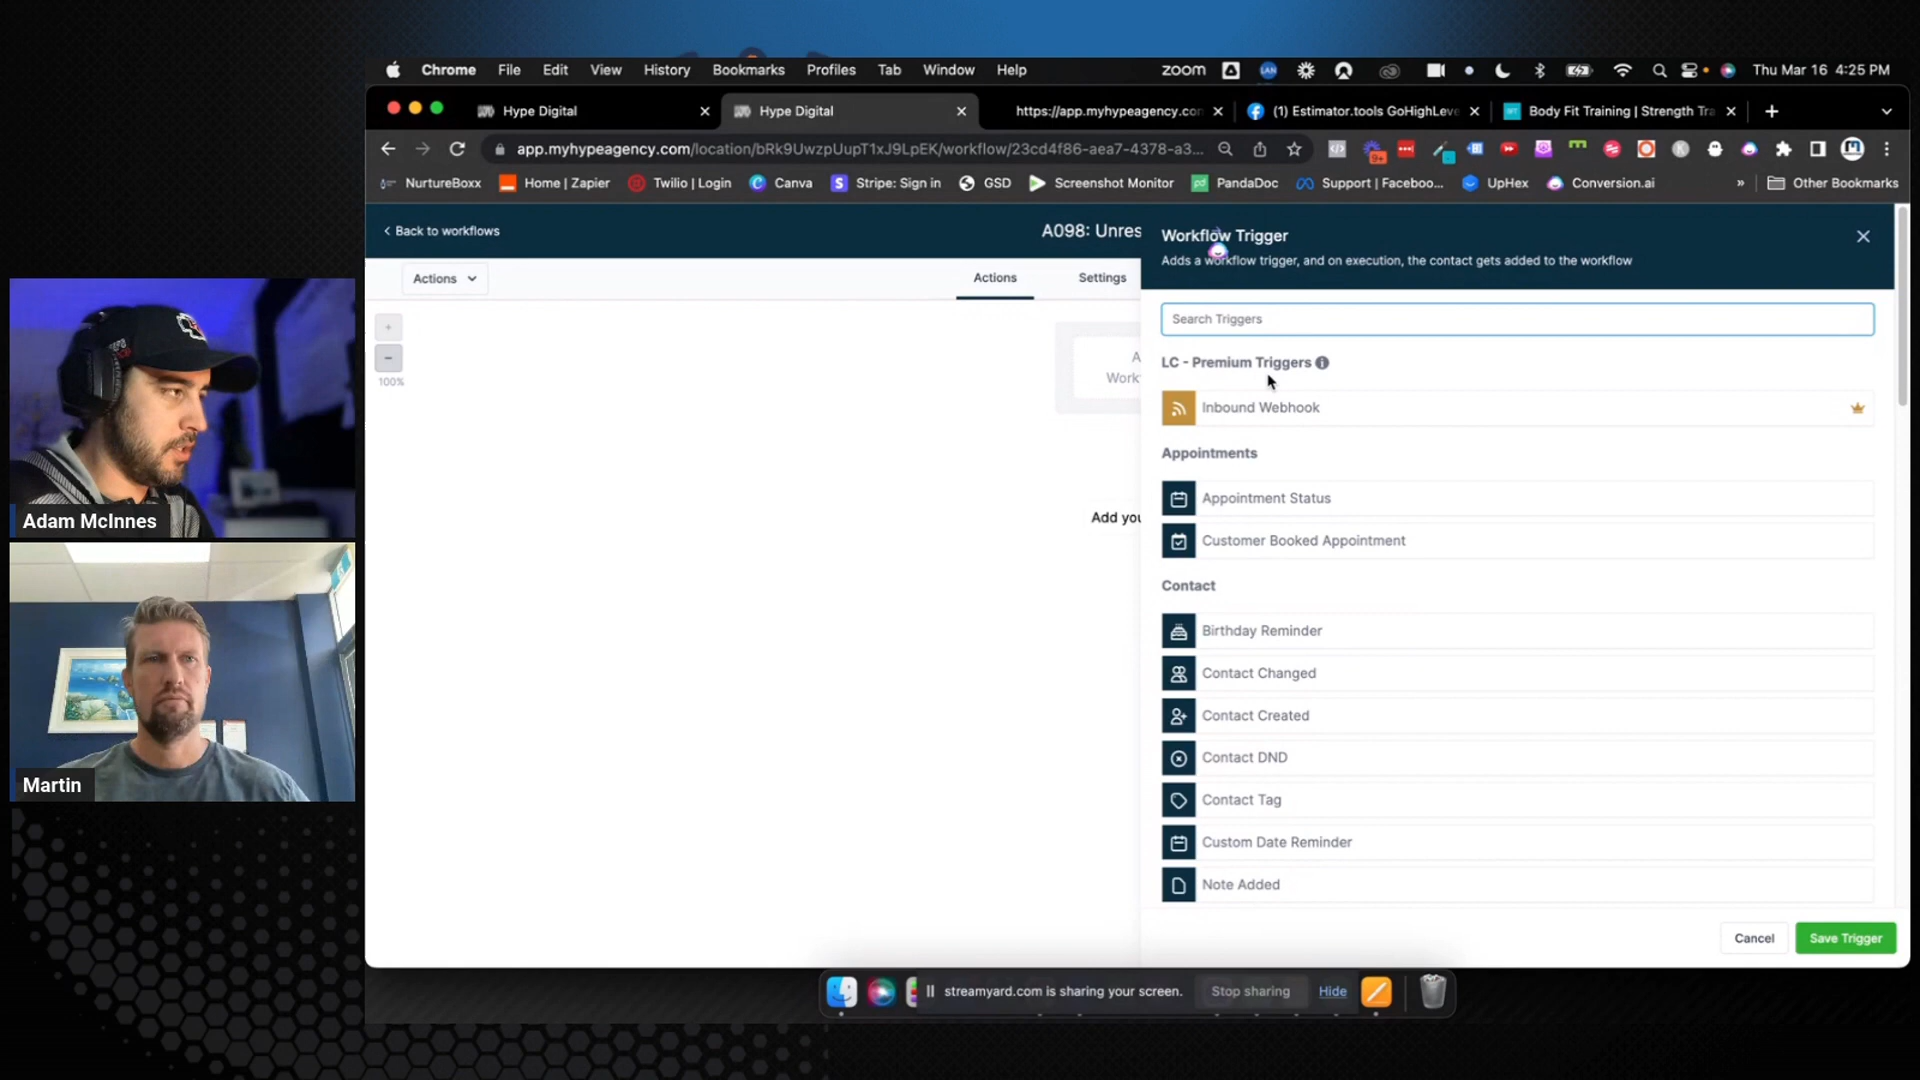 Chrome File Edit View History Bookmarks Profiles Tab Window Help
zoom
LAN
Thu Mar 16 4:25 PM
Hype Digital
Hype Digital
https://app.myhypeagency.con
(1) Estimator.tools GoHighLeve
Body Fit Training | Strength Tra
app.myhypeagency.com/location/bRk9UwzpUupT1xJ9LpEK/workflow/23cd4f86-aea7-4378-a3...
9+
NurtureBoxx
Home | Zapier
Twilio | Login
Canva
Stripe: Sign in
GSD
Screenshot Monitor
PandaDoc
Support | Faceboo...
UpHex
Conversion.ai
»
Other Bookmarks
Back to workflows
A098: Unres
Actions
Actions
Settings
100%
A
Work
Add you
Workflow Trigger
Adds a workflow trigger, and on execution, the contact gets added to the workflow
Search Triggers
LC - Premium Triggers
Inbound Webhook
Appointments
Appointment Status
Customer Booked Appointment
Contact
Birthday Reminder
Contact Changed
Contact Created
Contact DND
Contact Tag
Custom Date Reminder
Note Added
Cancel
Save Trigger
Adam McInnes
Martin
streamyard.com is sharing your screen.
Stop sharing
Hide